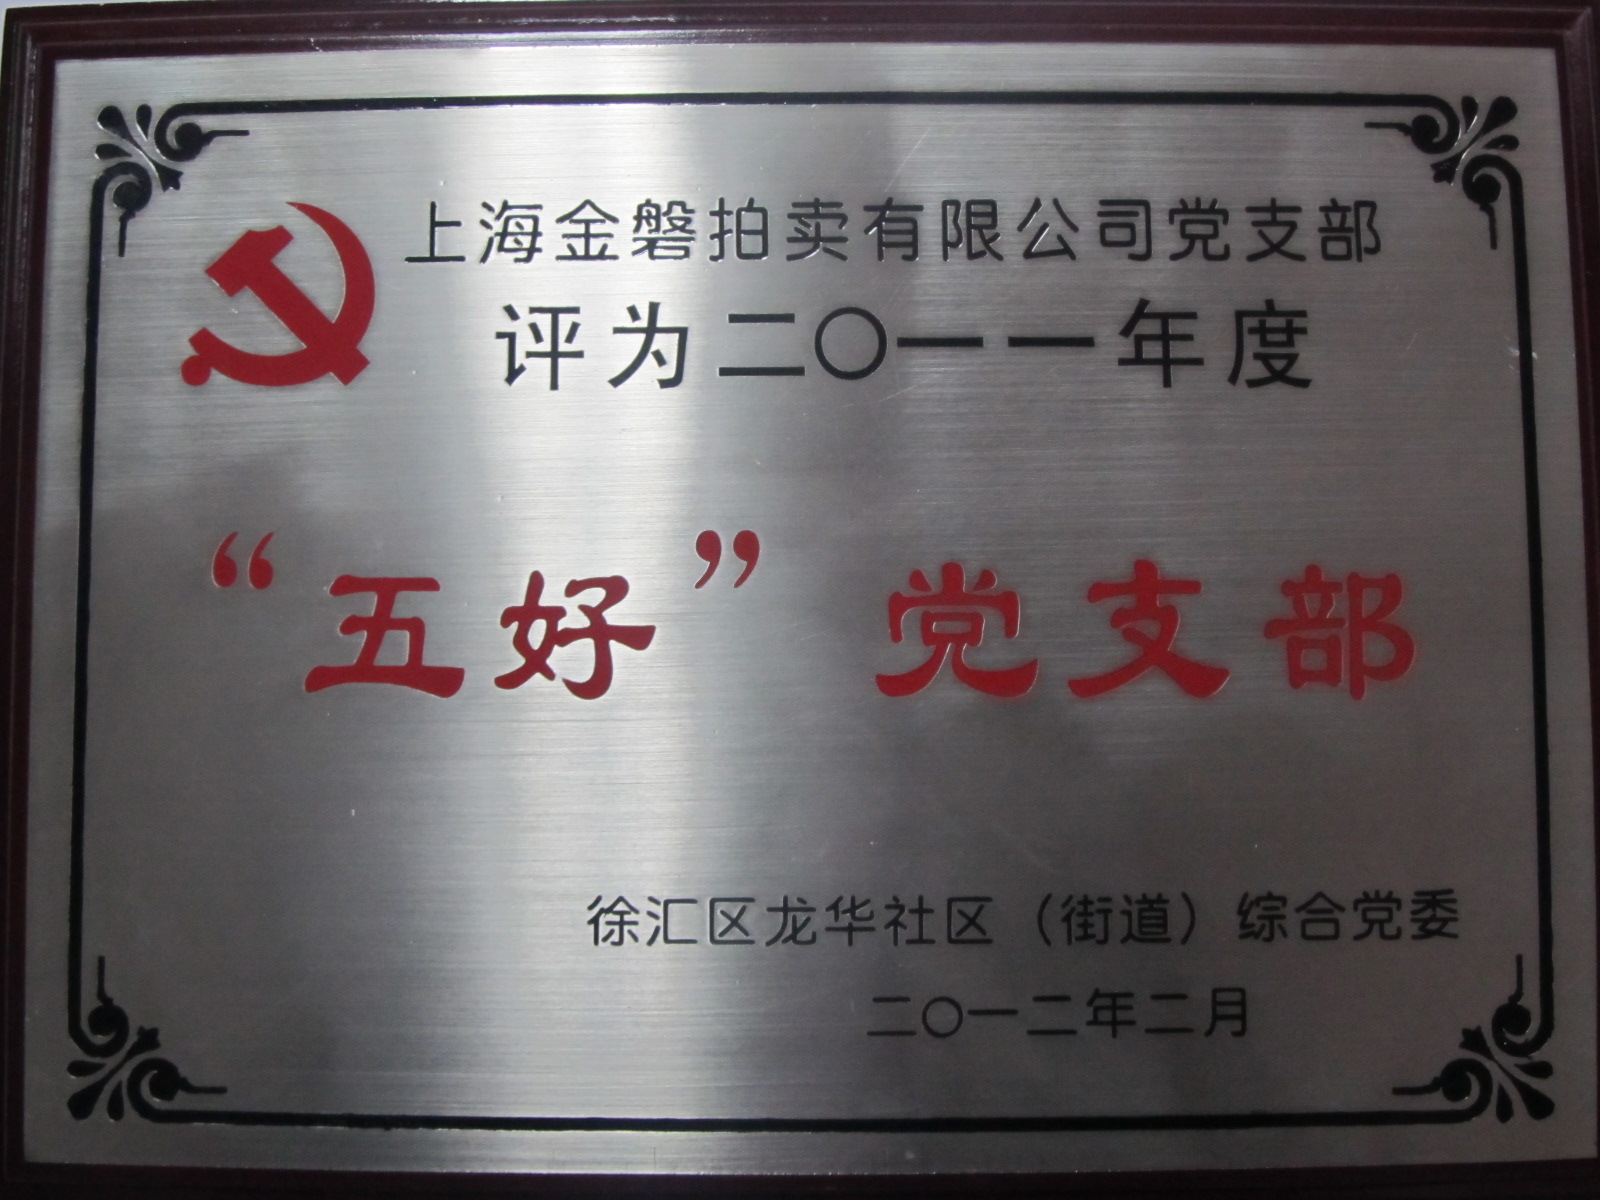 上海金磐拍卖有限公司党支部
评为二〇一一年度
“五好”党支部
徐汇区龙华社区（街道）综合党委
二〇一二年二月